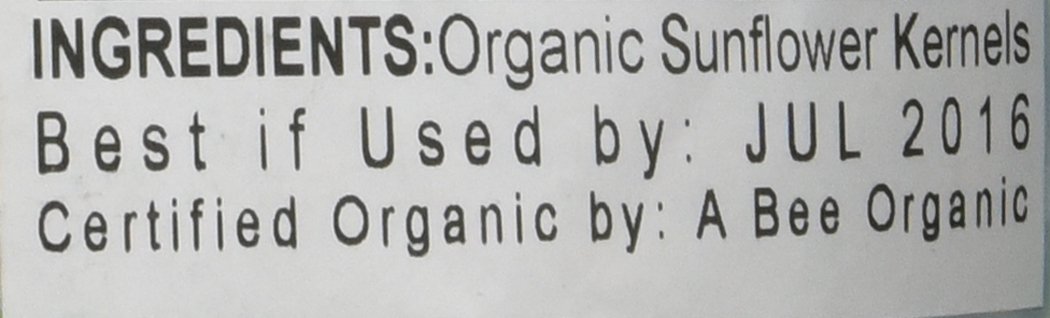 INGREDIENTS:Organic Sunflower Kernels
Best if Used by: JUL 2016
Certified Organic by: A Bee Organic